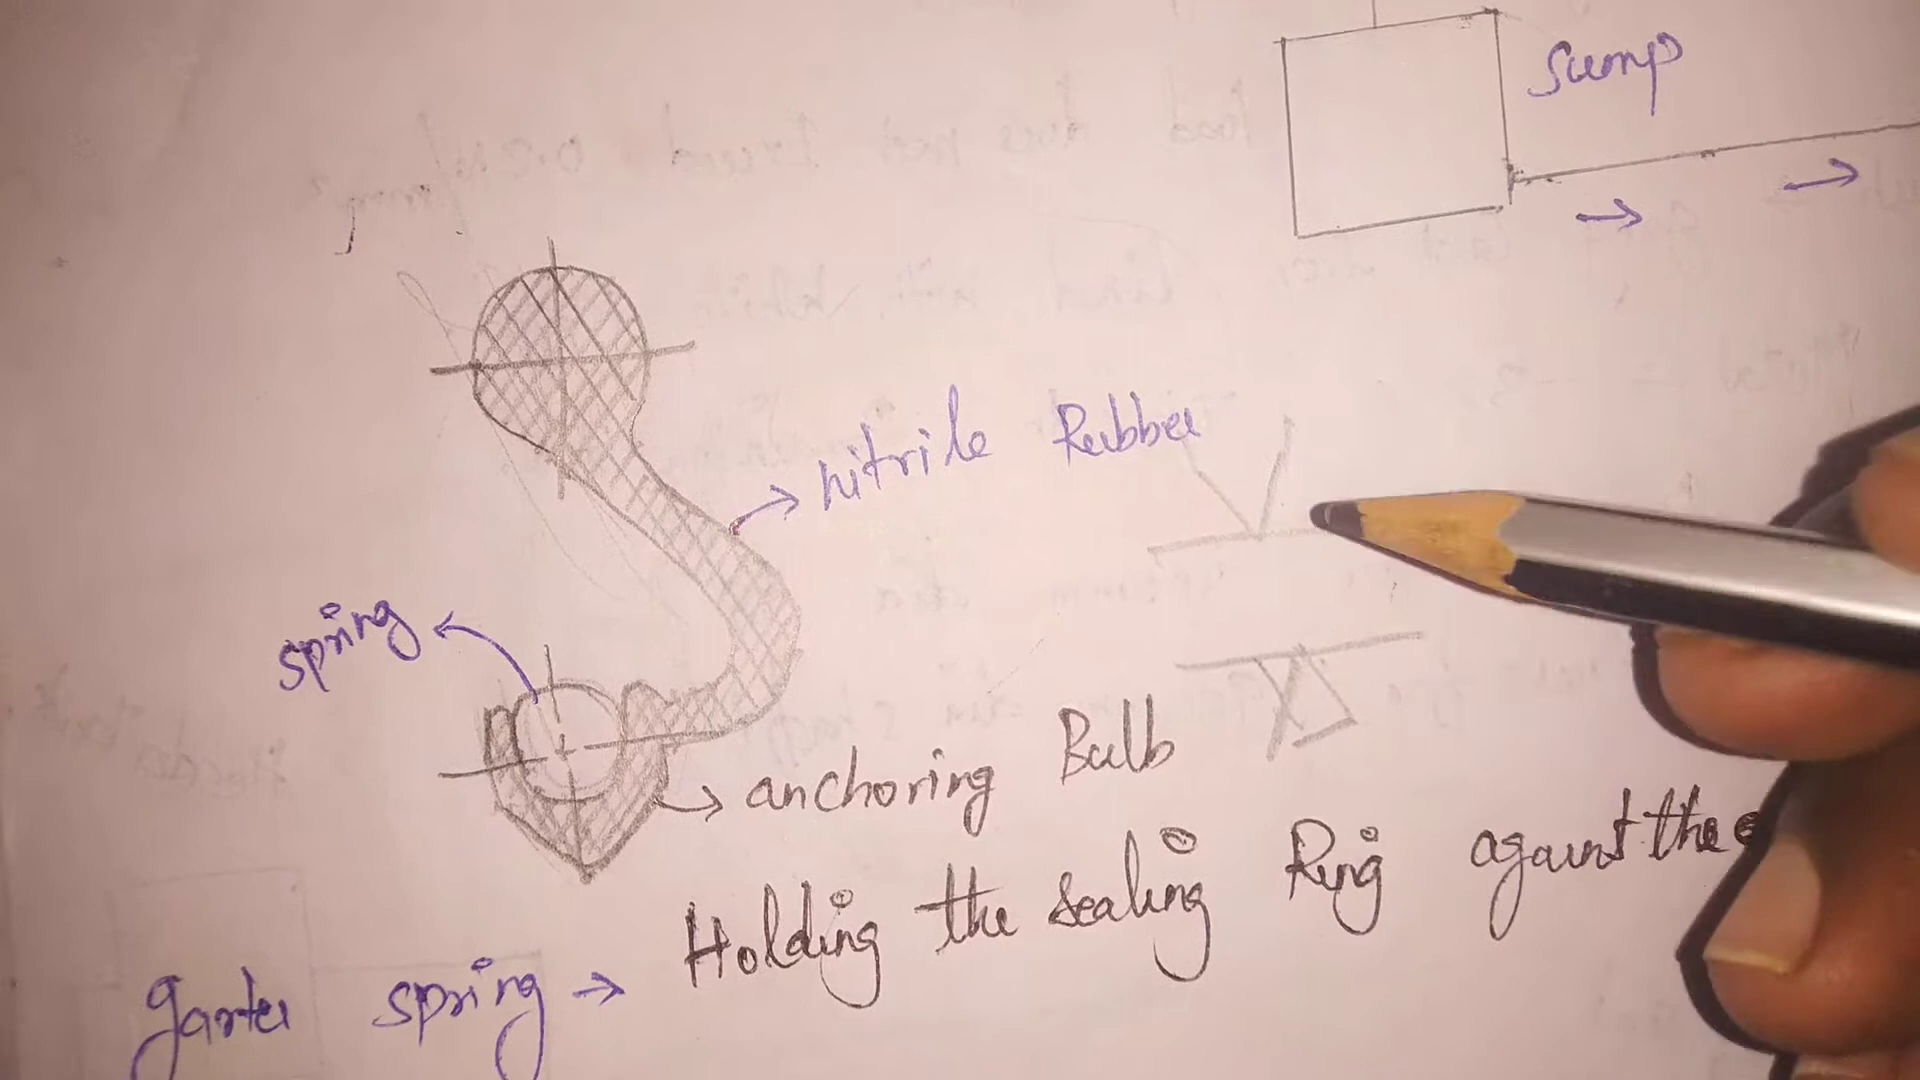 Sump
nitrile Rubber
spring
anchoring Bulb
garter spring → Holding the sealing Ring against the